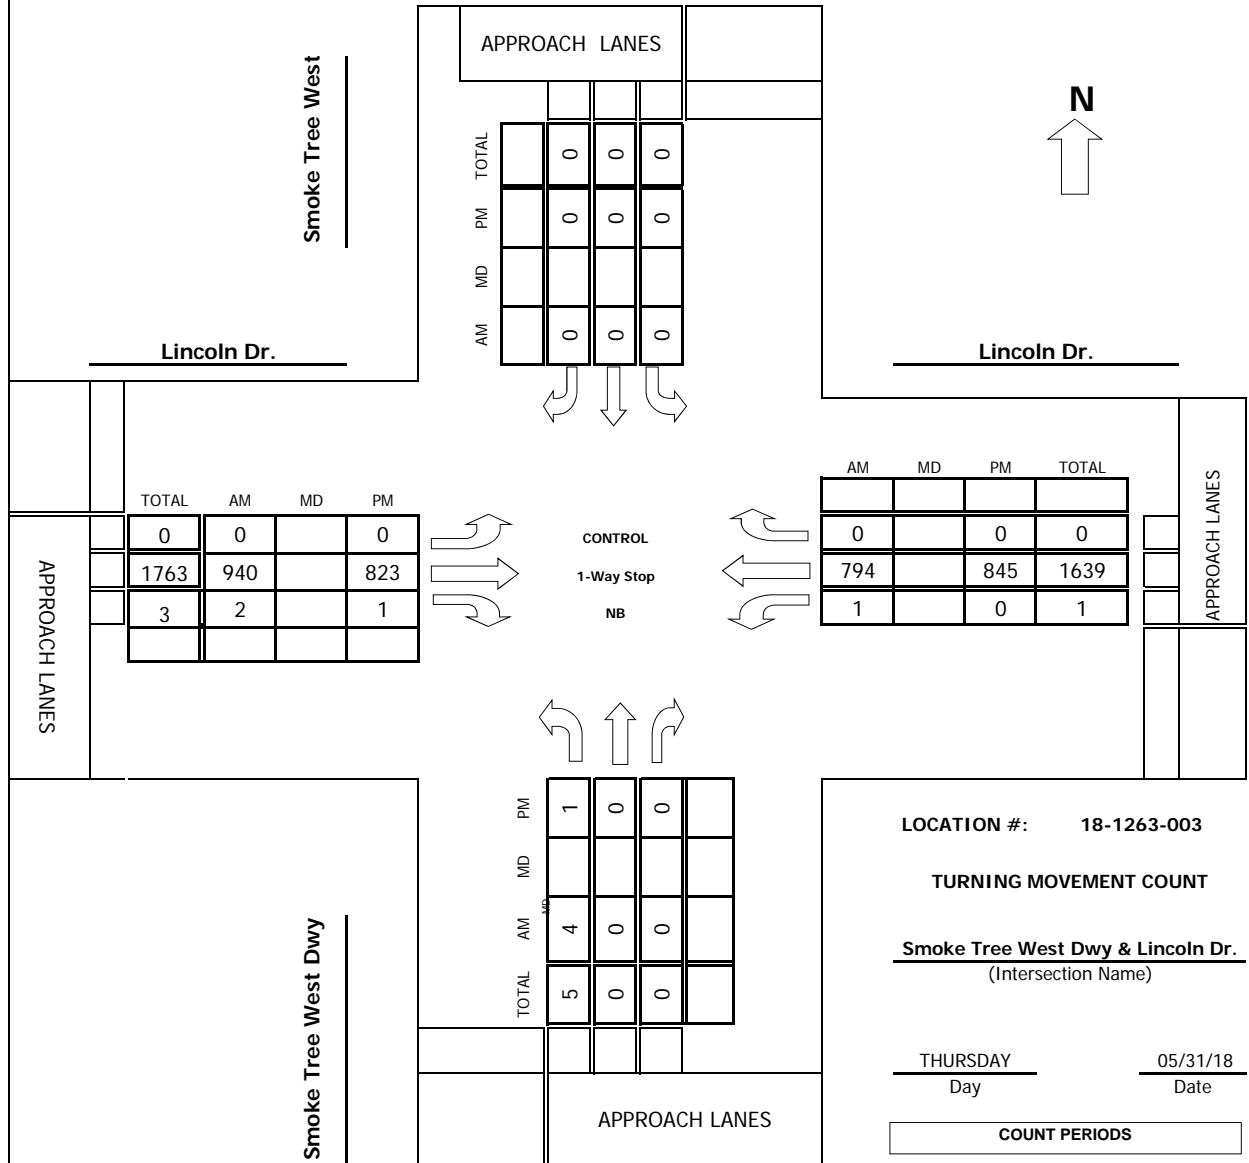 APPROACH LANES
Smoke Tree West
N
TOTAL 0 0 0
PM 0 0 0
MD
AM 0 0 0
Lincoln Dr.
Lincoln Dr.
AM MD PM TOTAL
0 0 0
794 845 1639
1 0 1
APPROACH LANES
TOTAL AM MD PM
0 0 0
1763 940 823
3 2 1
APPROACH LANES
CONTROL
1-Way Stop
NB
PM 1 0 0
MD
MD
AM 4 0 0
TOTAL 5 0 0
Smoke Tree West Dwy
APPROACH LANES
LOCATION #: 18-1263-003
TURNING MOVEMENT COUNT
Smoke Tree West Dwy & Lincoln Dr.
(Intersection Name)
THURSDAY 05/31/18
Day Date
COUNT PERIODS